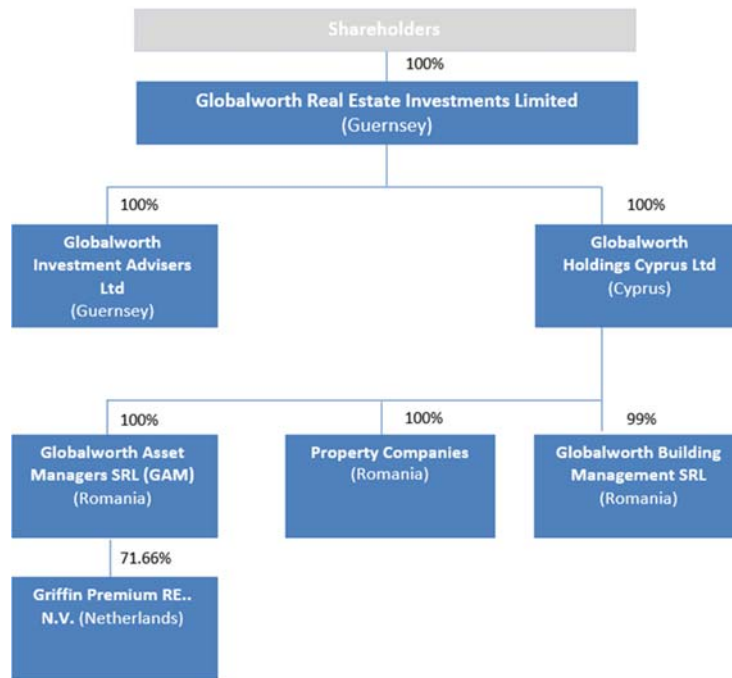 Shareholders
100%
Globalworth Real Estate Investments Limited
(Guernsey)
100%
100%
Globalworth
Investment Advisers
Ltd
(Guernsey)
Globalworth
Holdings Cyprus Ltd
(Cyprus)
100%
100%
99%
Globalworth Asset
Managers SRL (GAM)
(Romania)
Property Companies
(Romania)
Globalworth Building
Management SRL
(Romania)
71.66%
Griffin Premium RE..
N.V. (Netherlands)